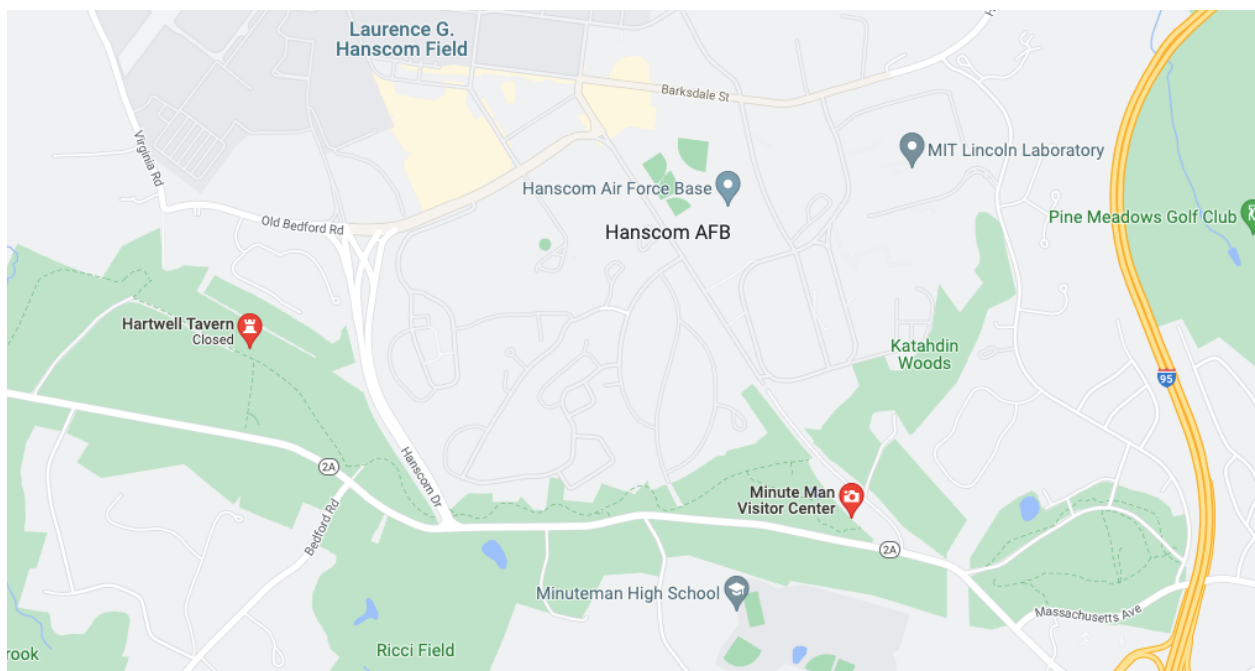 Laurence G.
Hanscom Field
Barksdale St
Virginia Rd
MIT Lincoln Laboratory
Hanscom Air Force Base
Old Bedford Rd
Pine Meadows Golf Club
Hanscom AFB
Hartwell Tavern
Closed
Katahdin
Woods
95
Hanscom Dr
2A
Minute Man
Visitor Center
Bedford Rd
2A
Minuteman High School
Massachusetts Ave
Ricci Field
rook